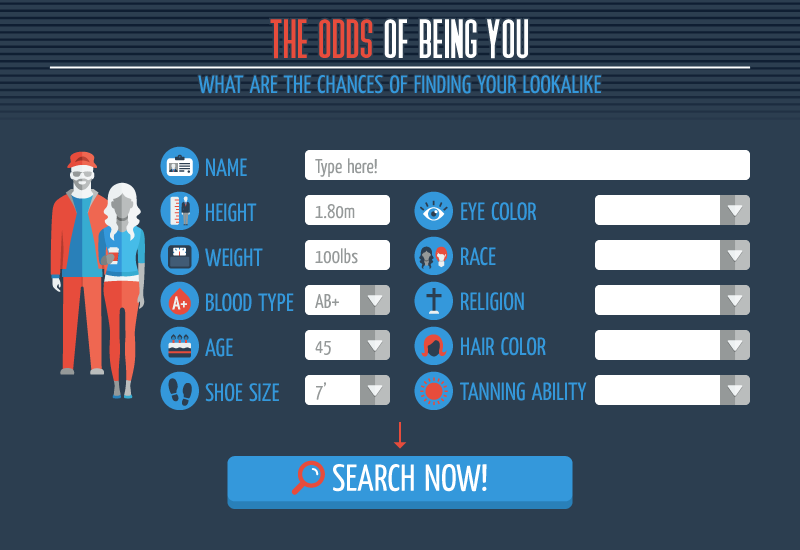 THE ODDS OF BEING YOU
WHAT ARE THE CHANCES OF FINDING YOUR LOOKALIKE
NAME Type here!
HEIGHT 1.80m EYE COLOR
WEIGHT 100lbs RACE
A+ BLOOD TYPE AB+ RELIGION
AGE 45 HAIR COLOR
SHOE SIZE 7' TANNING ABILITY
SEARCH NOW!